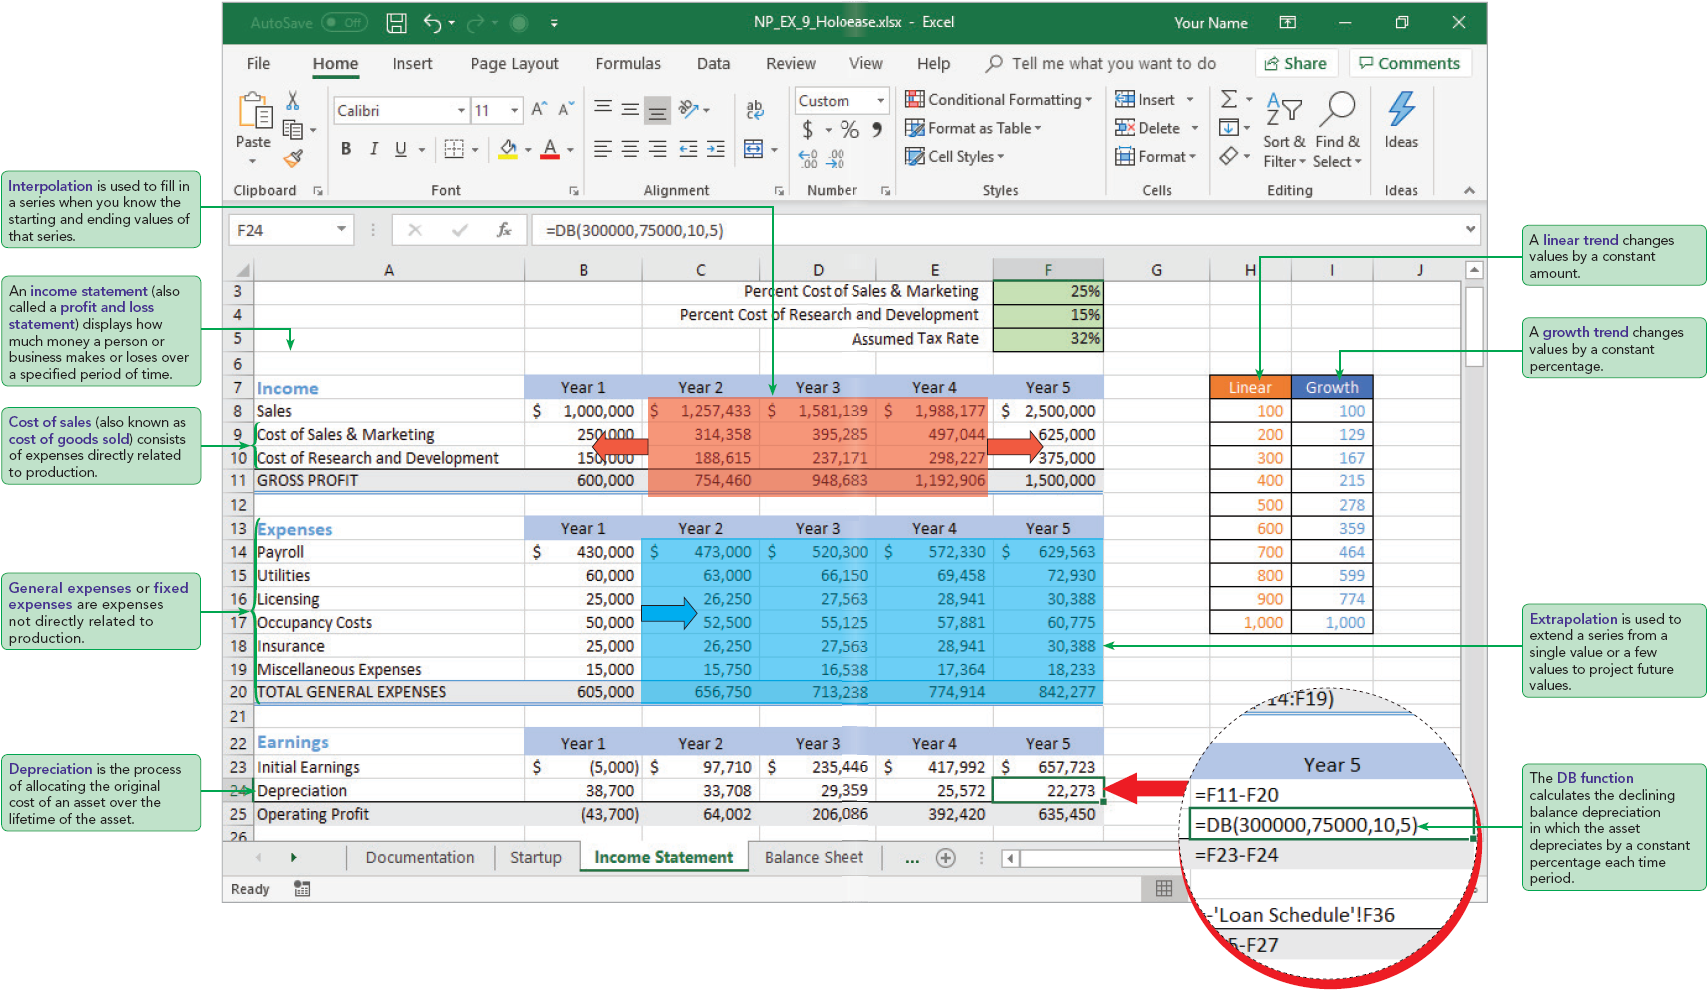 AutoSave Off
NP_EX_9_Holoease.xlsx - Excel
Your Name
File Home Insert Page Layout Formulas Data Review View Help Tell me what you want to do Share Comments
Paste
Clipboard
Calibri 11
B I U
A A
Font
ab
Alignment
Custom
$ % ,
Number
Conditional Formatting
Format as Table
Cell Styles
Styles
Insert
Delete
Format
Cells
Sort & Filter
Find & Select
Editing
Ideas
Ideas
F24 fx =DB(300000,75000,10,5)
A B C D E F G H I J
3 Percent Cost of Sales & Marketing 25%
4 Percent Cost of Research and Development 15%
5 Assumed Tax Rate 32%
6
7 Income Year 1 Year 2 Year 3 Year 4 Year 5 Linear Growth
8 Sales $ 1,000,000 $ 1,257,433 $ 1,581,139 $ 1,988,177 $ 2,500,000 100 100
9 Cost of Sales & Marketing 250,000 314,358 395,285 497,044 625,000 200 129
10 Cost of Research and Development 150,000 188,615 237,171 298,227 375,000 300 167
11 GROSS PROFIT 600,000 754,460 948,683 1,192,906 1,500,000 400 215
12 500 278
13 Expenses Year 1 Year 2 Year 3 Year 4 Year 5 600 359
14 Payroll $ 430,000 $ 473,000 $ 520,300 $ 572,330 $ 629,563 700 464
15 Utilities 60,000 63,000 66,150 69,458 72,930 800 599
16 Licensing 25,000 26,250 27,563 28,941 30,388 900 774
17 Occupancy Costs 50,000 52,500 55,125 57,881 60,775 1,000 1,000
18 Insurance 25,000 26,250 27,563 28,941 30,388
19 Miscellaneous Expenses 15,000 15,750 16,538 17,364 18,233
20 TOTAL GENERAL EXPENSES 605,000 656,750 713,238 774,914 842,277
21
22 Earnings Year 1 Year 2 Year 3 Year 4 Year 5
23 Initial Earnings $ (5,000) $ 97,710 $ 235,446 $ 417,992 $ 657,723
24 Depreciation 38,700 33,708 29,359 25,572 22,273
25 Operating Profit (43,700) 64,002 206,086 392,420 635,450
26
Documentation Startup Income Statement Balance Sheet ...
Ready
Interpolation is used to fill in
a series when you know the
starting and ending values of
that series.
An income statement (also
called a profit and loss
statement) displays how
much money a person or
business makes or loses over
a specified period of time.
Cost of sales (also known as
cost of goods sold) consists
of expenses directly related
to production.
General expenses or fixed
expenses are expenses
not directly related to
production.
Depreciation is the process
of allocating the original
cost of an asset over the
lifetime of the asset.
A linear trend changes
values by a constant
amount.
A growth trend changes
values by a constant
percentage.
Extrapolation is used to
extend a series from a
single value or a few
values to project future
values.
The DB function
calculates the declining
balance depreciation
in which the asset
depreciates by a constant
percentage each time
period.
14:F19)
Year 5
=F11-F20
=DB(300000,75000,10,5)
=F23-F24
-'Loan Schedule'!F36
5-F27